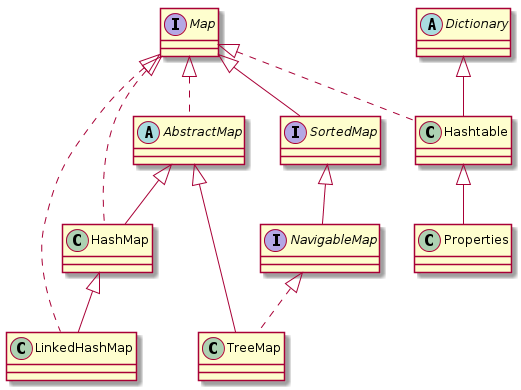 I Map
A Dictionary
A AbstractMap
I SortedMap
C Hashtable
C HashMap
I NavigableMap
C Properties
C LinkedHashMap
C TreeMap